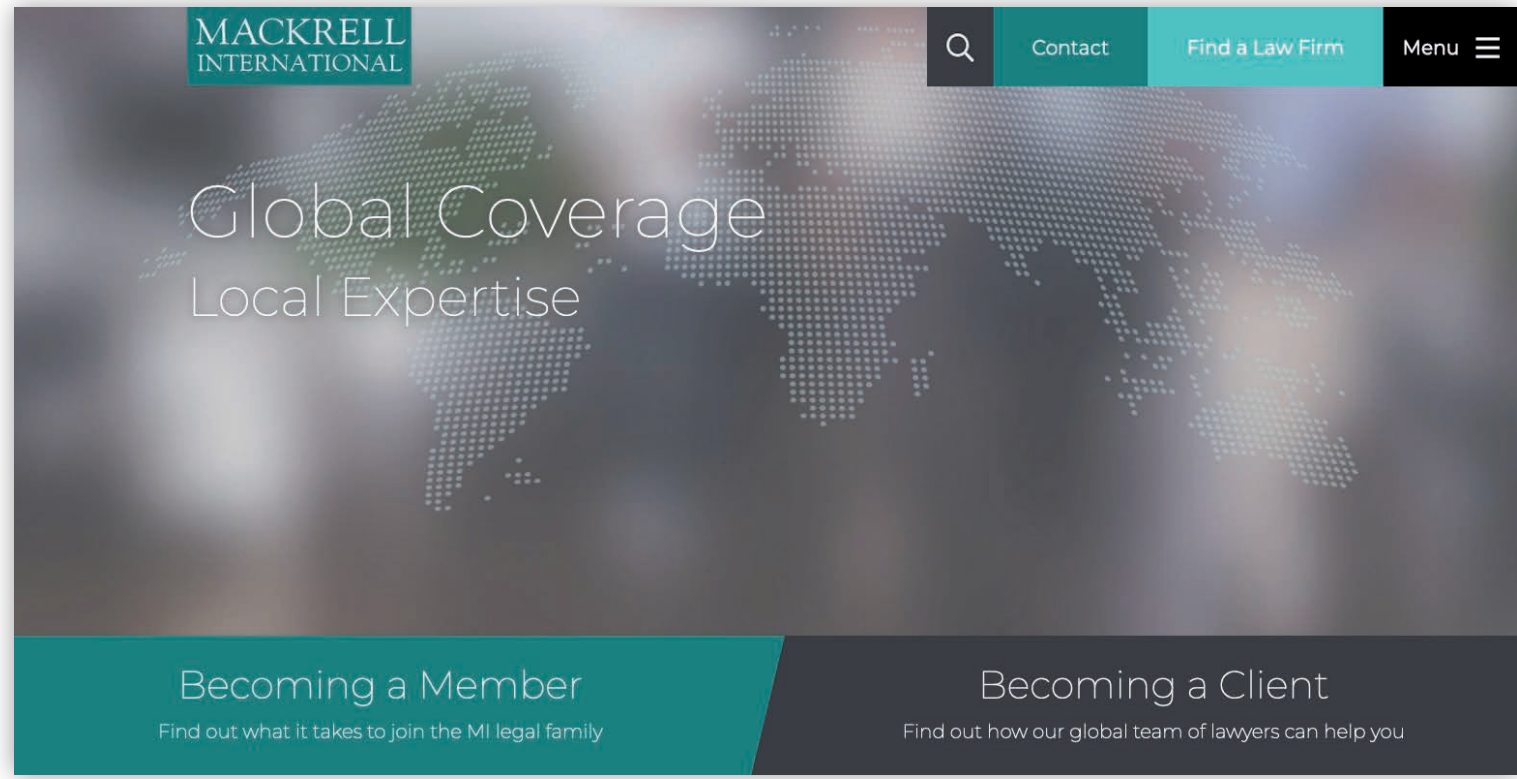 MACKRELL
INTERNATIONAL
Contact
Find a Law Firm
Menu
Global Coverage
Local Expertise
Becoming a Member
Find out what it takes to join the MI legal family
Becoming a Client
Find out how our global team of lawyers can help you